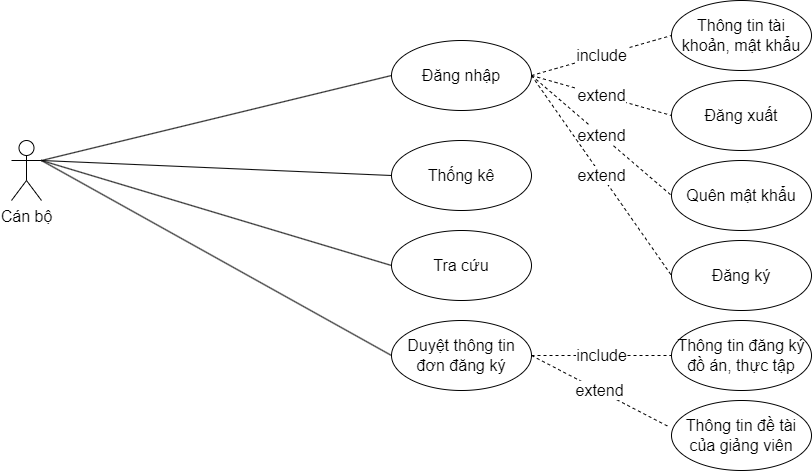 Thông tin tài
khoản, mật khẩu
include
Đăng nhập
extend
Đăng xuất
extend
Thống kê
extend
Quên mật khẩu
Cán bộ
Tra cứu
Đăng ký
Duyệt thông tin
đơn đăng ký
include
Thông tin đăng ký
đồ án, thực tập
extend
Thông tin đề tài
của giảng viên